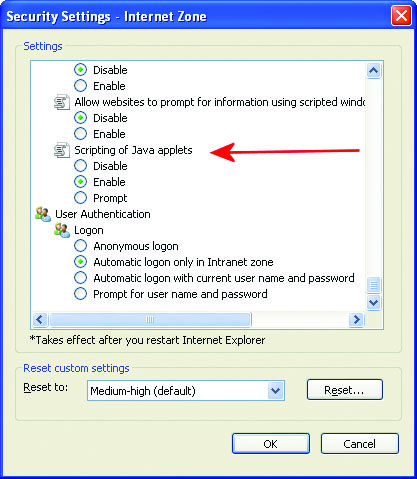 Security Settings - Internet Zone
Settings
Disable
Enable
Allow websites to prompt for information using scripted windo
Disable
Enable
Scripting of Java applets
Disable
Enable
Prompt
User Authentication
Logon
Anonymous logon
Automatic logon only in Intranet zone
Automatic logon with current user name and password
Prompt for user name and password
*Takes effect after you restart Internet Explorer
Reset custom settings
Reset to: Medium-high (default) Reset...
OK Cancel